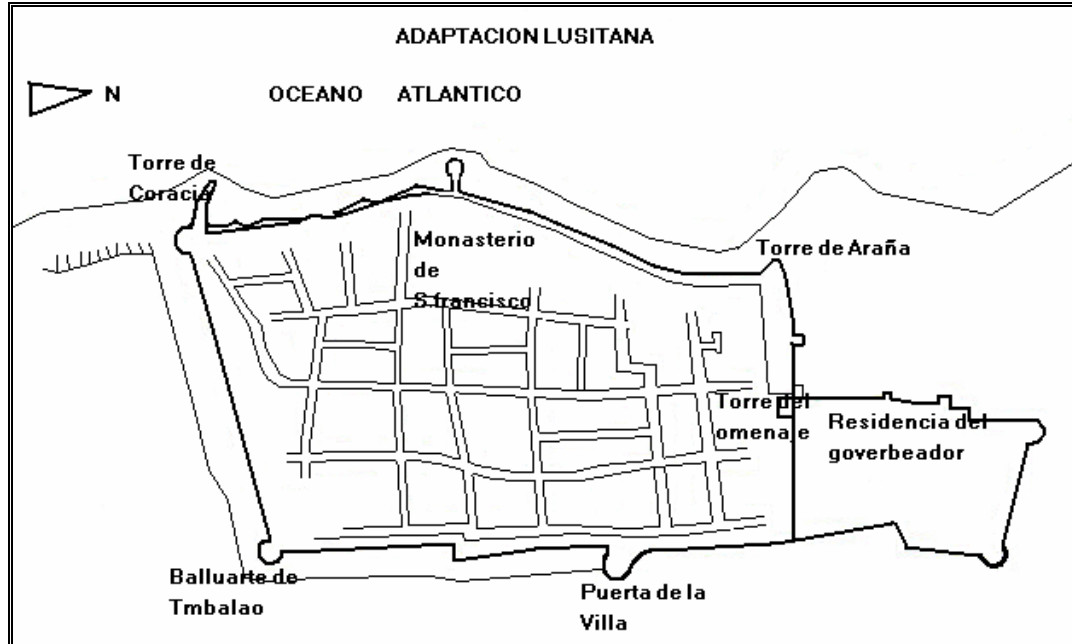 ADAPTACION LUSITANA
N
OCEANO ATLANTICO
Torre de
Coracia
Monasterio
de
S.francisco
Torre de Araña
Torre del
omenaje
Residencia del
goverbeador
Balluarte de
Tmbalao
Puerta de la
Villa